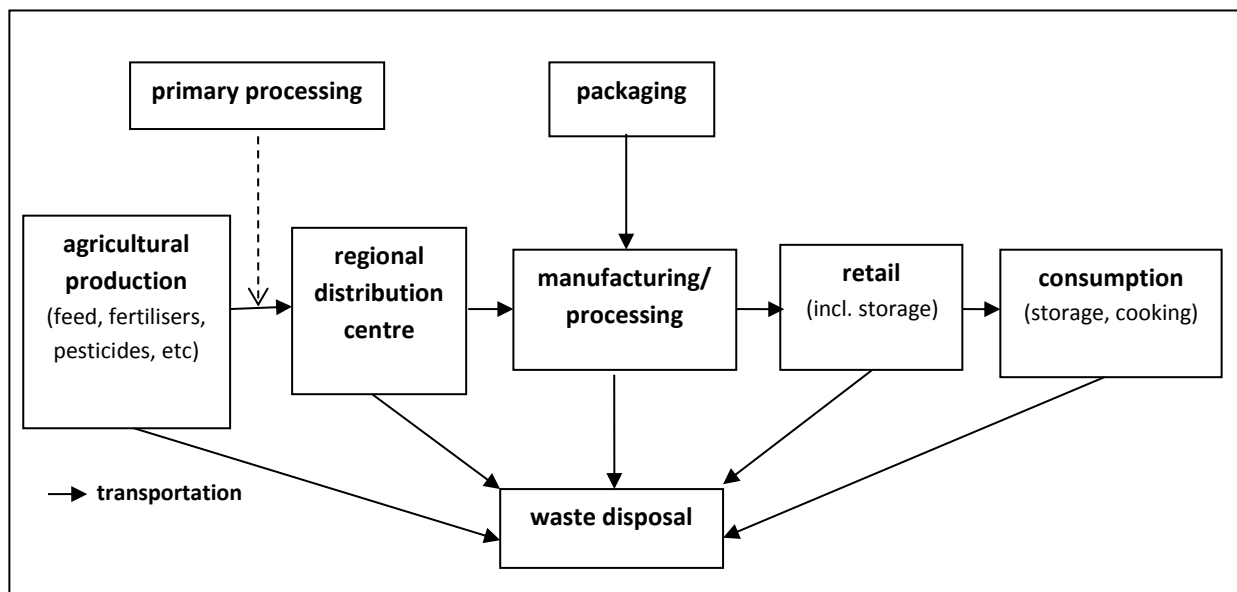 primary processing
packaging
agricultural
production
(feed, fertilisers,
pesticides, etc)
regional
distribution
centre
manufacturing/
processing
retail
(incl. storage)
consumption
(storage, cooking)
transportation
waste disposal